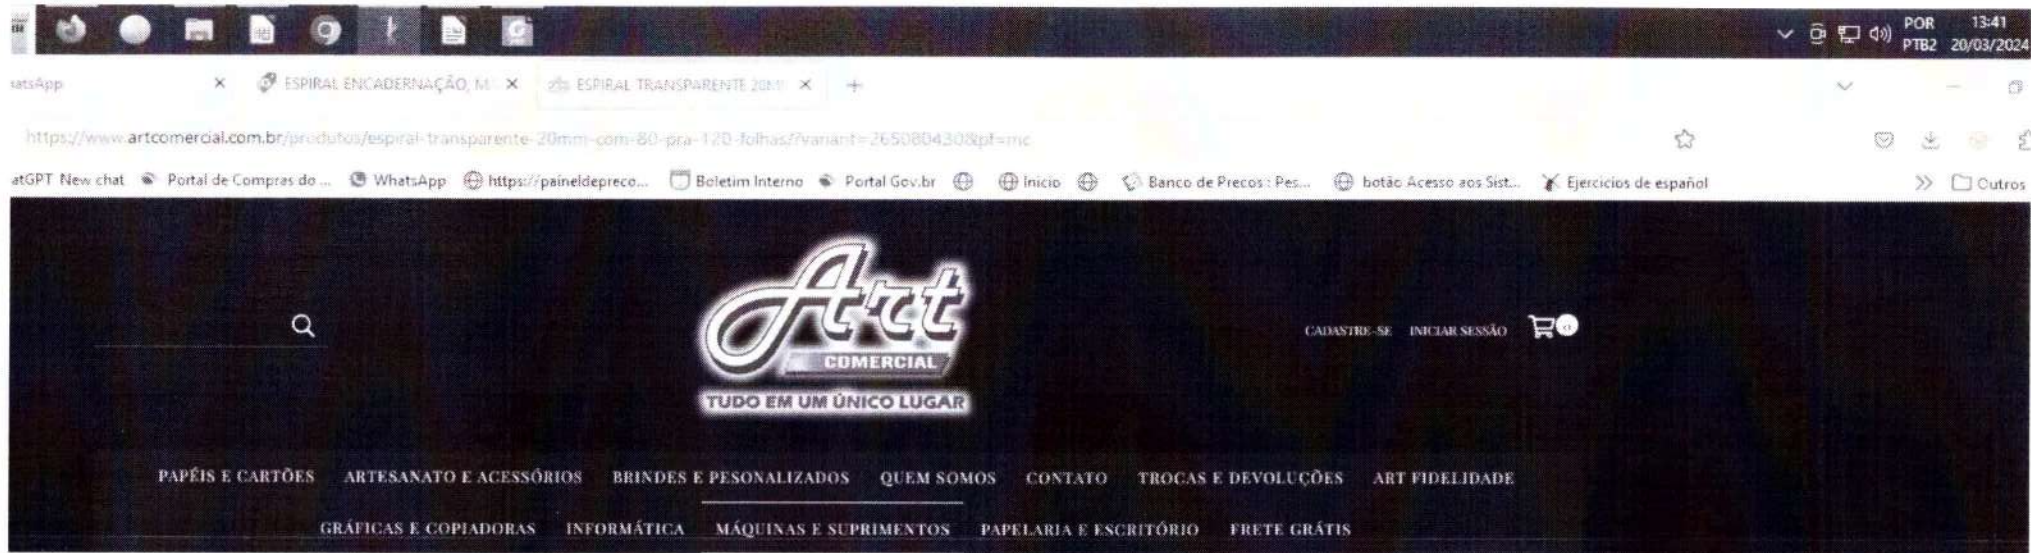 POR 13:41
PTB2 20/03/2024
atsApp × ESPIRAL ENCADERNAÇÃO, M × ESPIRAL TRANSPARENTE 20M × +
https://www.artcomercial.com.br/produtos/espiral-transparente-20mm-com-80-pra-120-folhas/?variant=265080430&pf=mc
atGPT New chat Portal de Compras do ... WhatsApp https://paineldepreco... Boletim Interno Portal Gov.br Inicio Banco de Precos : Pes... botão Acesso aos Sist... Ejercicios de español >> Outros
Art
COMERCIAL
TUDO EM UM ÚNICO LUGAR
CADASTRE-SE INICIAR SESSÃO
PAPÉIS E CARTÕES ARTESANATO E ACESSÓRIOS BRINDES E PESONALIZADOS QUEM SOMOS CONTATO TROCAS E DEVOLUÇÕES ART FIDELIDADE
GRÁFICAS E COPIADORAS INFORMÁTICA MÁQUINAS E SUPRIMENTOS PAPELARIA E ESCRITÓRIO FRETE GRÁTIS